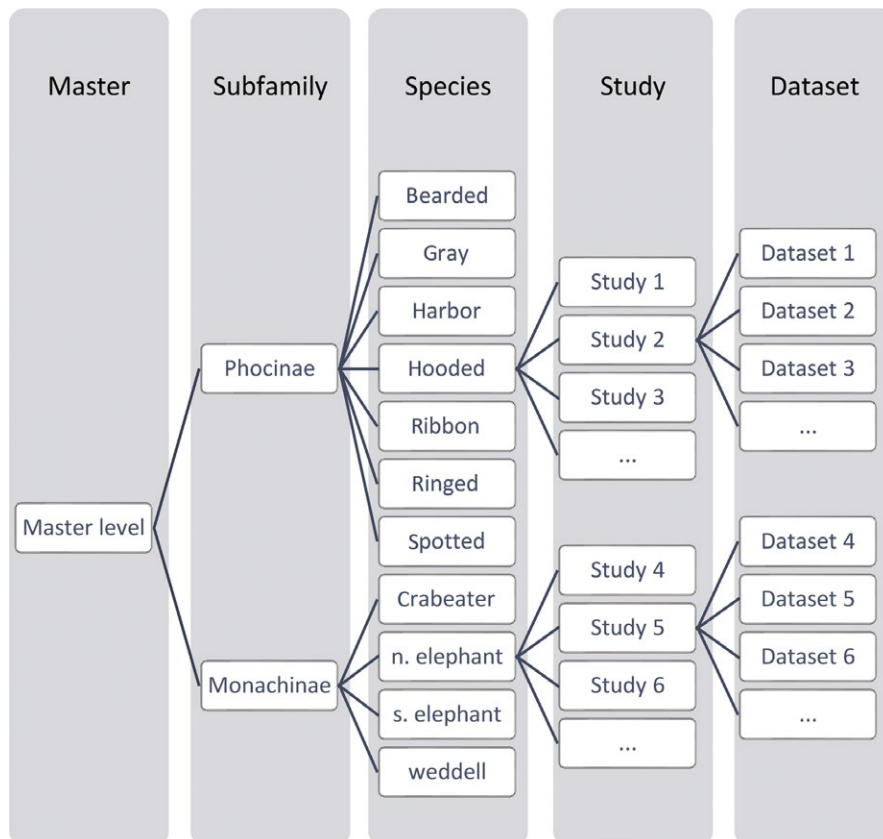 Master
Subfamily
Species
Study
Dataset
Master level
Phocinae
Monachinae
Bearded
Gray
Harbor
Hooded
Ribbon
Ringed
Spotted
Crabeater
n. elephant
s. elephant
weddell
Study 1
Study 2
Study 3
...
Study 4
Study 5
Study 6
...
Dataset 1
Dataset 2
Dataset 3
...
Dataset 4
Dataset 5
Dataset 6
...